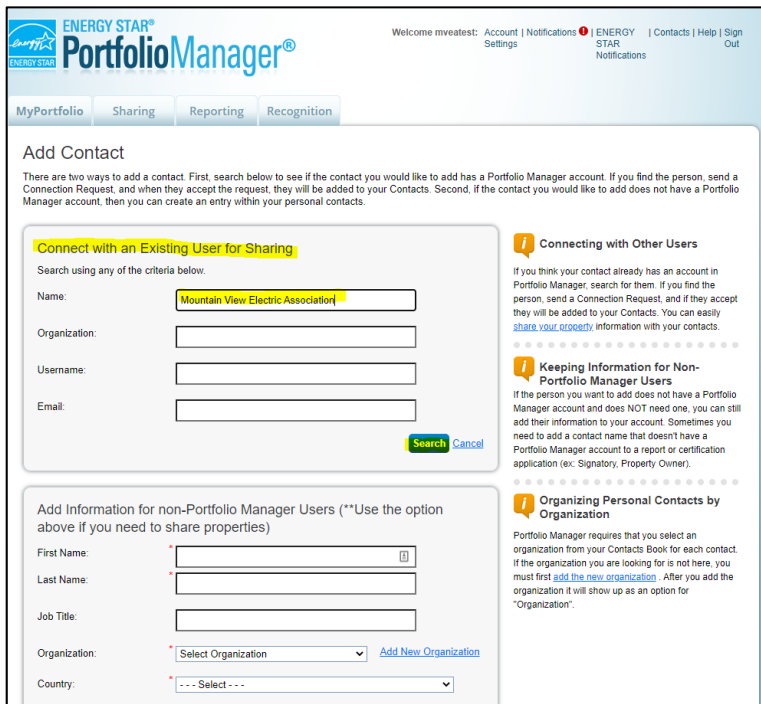 ENERGY STAR®
PortfolioManager®
energy
ENERGY STAR
Welcome mveatest: Account Settings | Notifications | ENERGY STAR Notifications | Contacts | Help | Sign Out
MyPortfolio Sharing Reporting Recognition
Add Contact
There are two ways to add a contact. First, search below to see if the contact you would like to add has a Portfolio Manager account. If you find the person, send a
Connection Request, and when they accept the request, they will be added to your Contacts. Second, if the contact you would like to add does not have a Portfolio
Manager account, then you can create an entry within your personal contacts.
Connect with an Existing User for Sharing
Search using any of the criteria below.
Name: Mountain View Electric Association
Organization:
Username:
Email:
Search Cancel
Add Information for non-Portfolio Manager Users (**Use the option
above if you need to share properties)
First Name: *
Last Name: *
Job Title:
Organization: * Select Organization Add New Organization
Country: * - - - Select - - -
Connecting with Other Users
If you think your contact already has an account in
Portfolio Manager, search for them. If you find the
person, send a Connection Request, and if they accept
they will be added to your Contacts. You can easily
share your property information with your contacts.
Keeping Information for Non-
Portfolio Manager Users
If the person you want to add does not have a Portfolio
Manager account and does NOT need one, you can still
add their information to your account. Sometimes you
need to add a contact name that doesn't have a
Portfolio Manager account to a report or certification
application (ex: Signatory, Property Owner).
Organizing Personal Contacts by
Organization
Portfolio Manager requires that you select an
organization from your Contacts Book for each contact.
If the organization you are looking for is not here, you
must first add the new organization . After you add the
organization it will show up as an option for
"Organization".